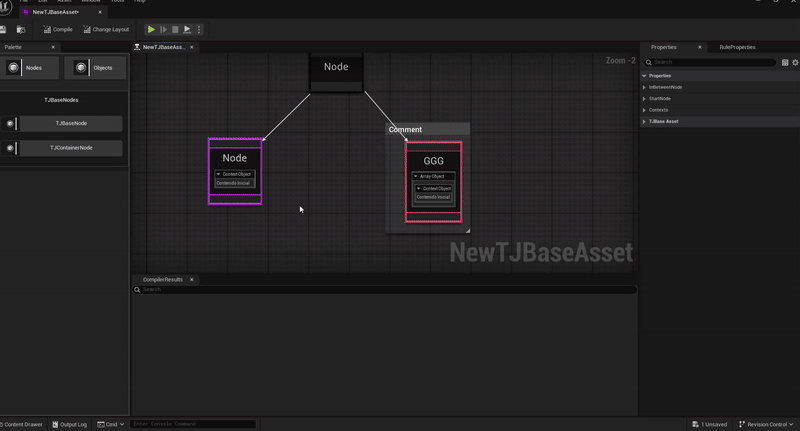 NewTJBaseAsset*
Compile
Change Layout
Palette
NewTJBaseAss...
Properties
RuleProperties
Nodes
Objects
Zoom -2
Search
Node
Properties
TJBaseNodes
InBetweenNode
StartNode
TJBaseNode
Contexts
TJBase Asset
Comment
TJContainerNode
Node
GGG
Context Object
Contenido Inicial
Array Object
Context Object
Contenido Inicial
NewTJBaseAsset
CompilerResults
Search
Content Drawer
Output Log
Cmd
Enter Console Command
1 Unsaved
Revision Control